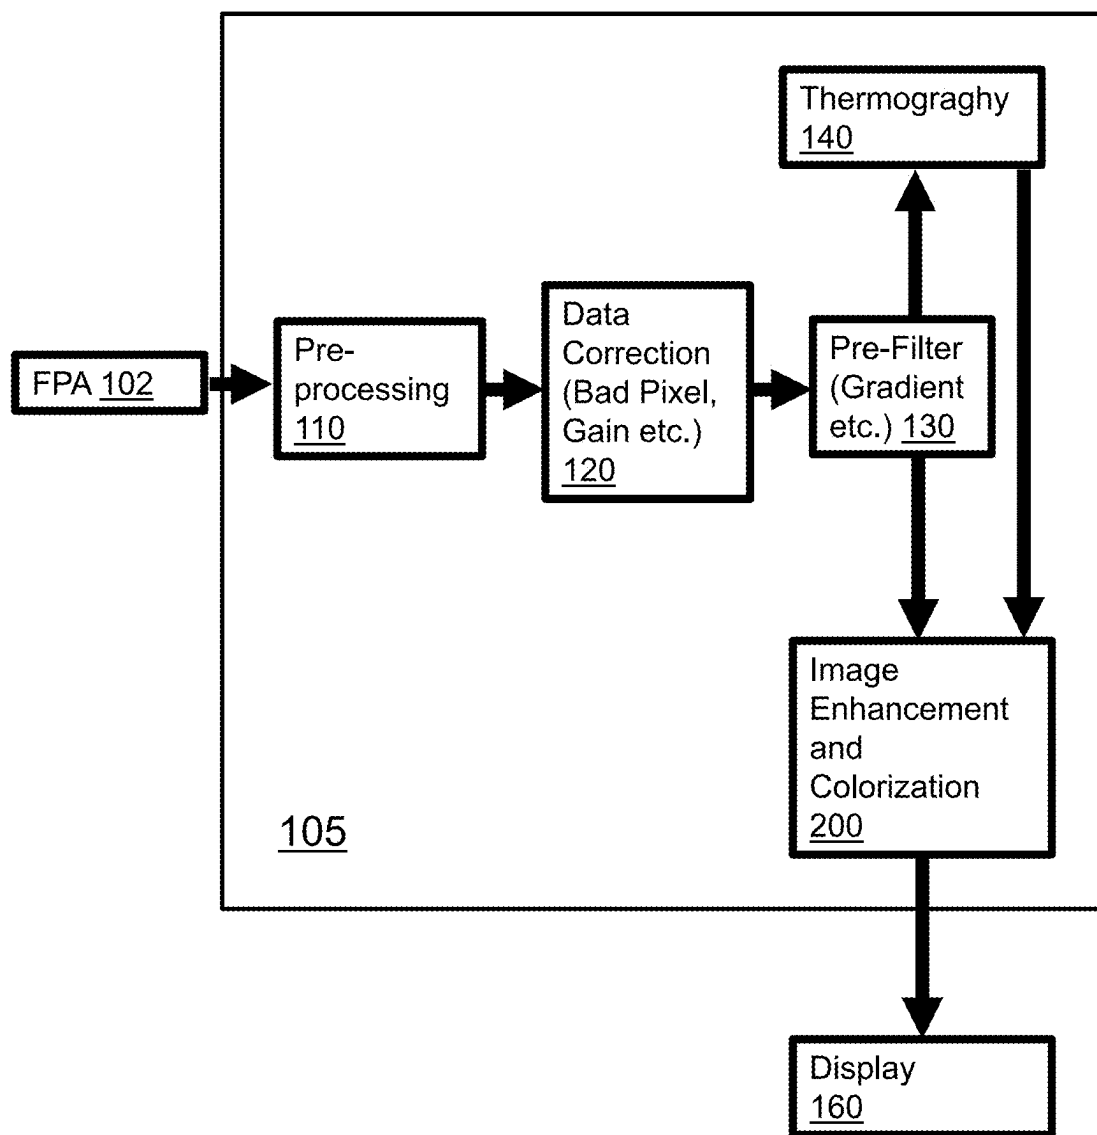 Thermograghy
140
FPA 102
Pre-
processing
110
Data
Correction
(Bad Pixel,
Gain etc.)
120
Pre-Filter
(Gradient
etc.) 130
Image
Enhancement
and
Colorization
200
105
Display
160